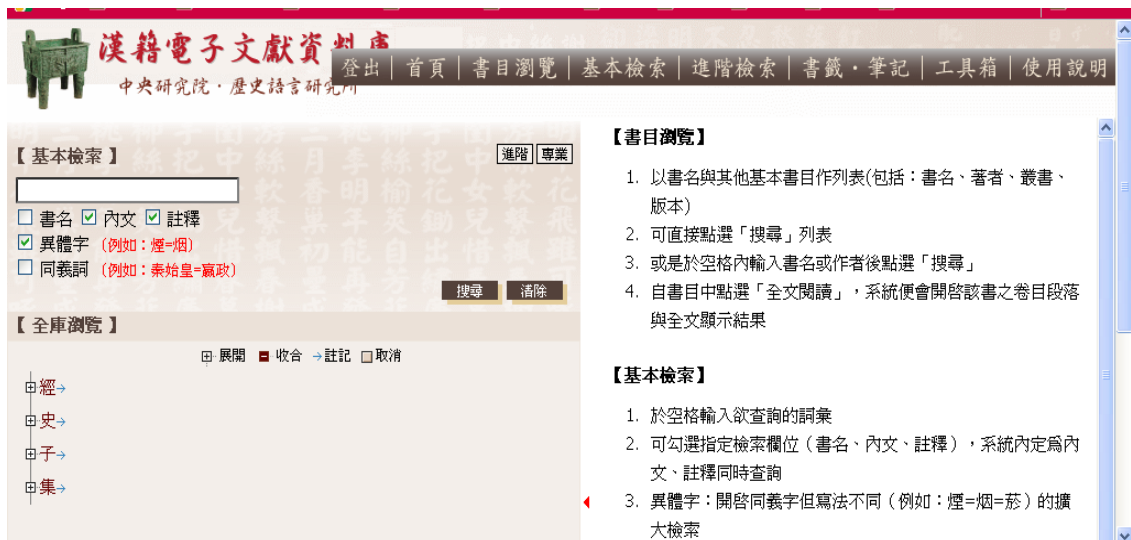 漢籍電子文獻資料庫
中央研究院・歷史語言研究所
登出 | 首頁 | 書目瀏覽 | 基本檢索 | 進階檢索 | 書籤・筆記 | 工具箱 | 使用說明
【 基本檢索 】
進階 專業
書名 內文 註釋
異體字 (例如：煙=烟)
同義詞 (例如：秦始皇=嬴政)
搜尋 清除
【 全庫瀏覽 】
展開 收合 →註記 取消
經→
史→
子→
集→
【書目瀏覽】
1. 以書名與其他基本書目作列表(包括：書名、著者、叢書、
版本)
2. 可直接點選「搜尋」列表
3. 或是於空格內輸入書名或作者後點選「搜尋」
4. 自書目中點選「全文閱讀」，系統便會開啟該書之卷目段落
與全文顯示結果
【基本檢索】
1. 於空格輸入欲查詢的詞彙
2. 可勾選指定檢索欄位（書名、內文、註釋），系統內定爲內
文、註釋同時查詢
3. 異體字：開啟同義字但寫法不同（例如：煙=烟=菸）的擴
大檢索